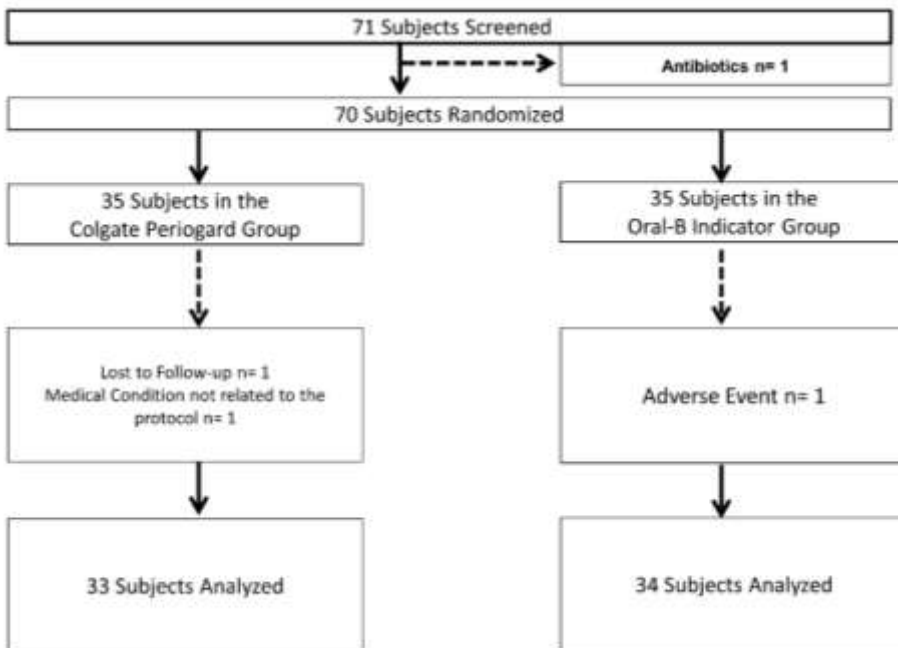 71 Subjects Screened
Antibiotics n= 1
70 Subjects Randomized
35 Subjects in the
Colgate Periogard Group
35 Subjects in the
Oral-B Indicator Group
Lost to Follow-up n= 1
Medical Condition not related to the
protocol n= 1
Adverse Event n= 1
33 Subjects Analyzed
34 Subjects Analyzed